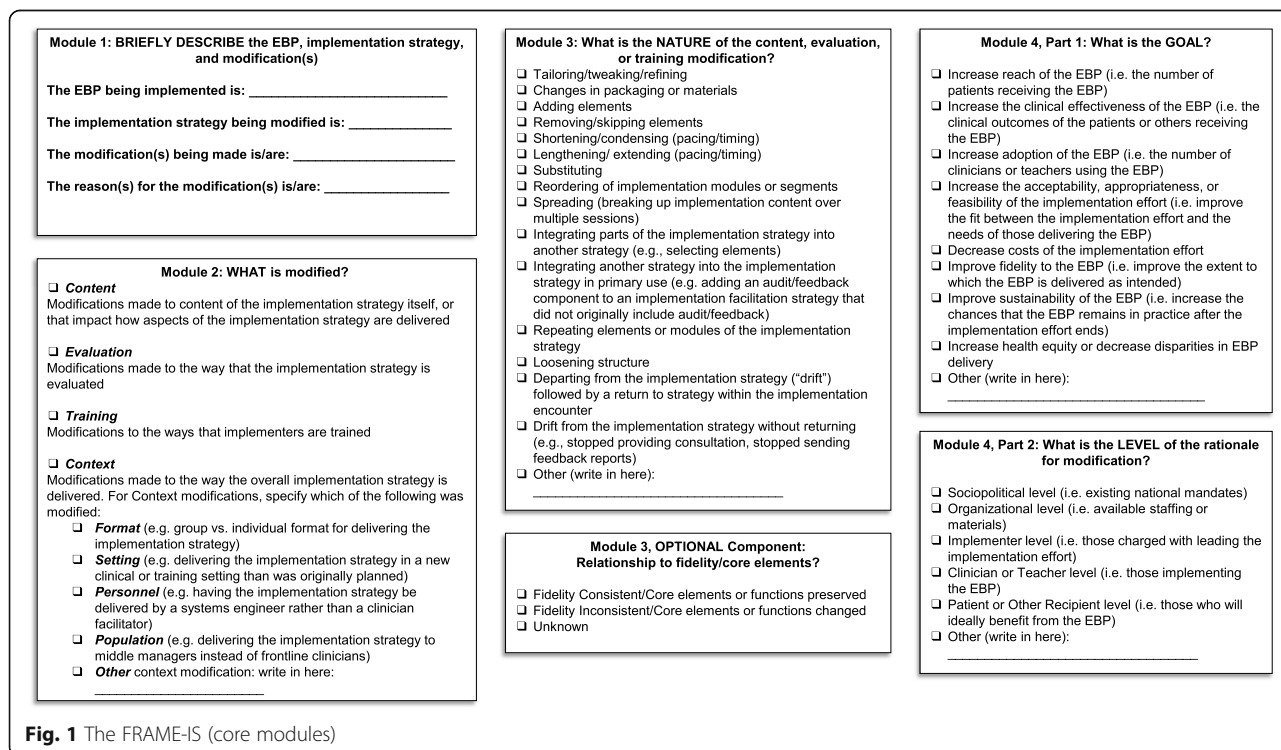 Module 1: BRIEFLY DESCRIBE the EBP, implementation strategy,
and modification(s)
The EBP being implemented is: ___________________________
The implementation strategy being modified is: ______________
The modification(s) being made is/are: ______________________
The reason(s) for the modification(s) is/are: _________________
Module 2: WHAT is modified?
❑ Content
Modifications made to content of the implementation strategy itself, or
that impact how aspects of the implementation strategy are delivered
❑ Evaluation
Modifications made to the way that the implementation strategy is
evaluated
❑ Training
Modifications to the ways that implementers are trained
❑ Context
Modifications made to the way the overall implementation strategy is
delivered. For Context modifications, specify which of the following was
modified:
❑ Format (e.g. group vs. individual format for delivering the
implementation strategy)
❑ Setting (e.g. delivering the implementation strategy in a new
clinical or training setting than was originally planned)
❑ Personnel (e.g. having the implementation strategy be
delivered by a systems engineer rather than a clinician
facilitator)
❑ Population (e.g. delivering the implementation strategy to
middle managers instead of frontline clinicians)
❑ Other context modification: write in here:
_______________________
Module 3: What is the NATURE of the content, evaluation,
or training modification?
❑ Tailoring/tweaking/refining
❑ Changes in packaging or materials
❑ Adding elements
❑ Removing/skipping elements
❑ Shortening/condensing (pacing/timing)
❑ Lengthening/ extending (pacing/timing)
❑ Substituting
❑ Reordering of implementation modules or segments
❑ Spreading (breaking up implementation content over
multiple sessions)
❑ Integrating parts of the implementation strategy into
another strategy (e.g., selecting elements)
❑ Integrating another strategy into the implementation
strategy in primary use (e.g. adding an audit/feedback
component to an implementation facilitation strategy that
did not originally include audit/feedback)
❑ Repeating elements or modules of the implementation
strategy
❑ Loosening structure
❑ Departing from the implementation strategy (“drift”)
followed by a return to strategy within the implementation
encounter
❑ Drift from the implementation strategy without returning
(e.g., stopped providing consultation, stopped sending
feedback reports)
❑ Other (write in here):
__________________________________
Module 3, OPTIONAL Component:
Relationship to fidelity/core elements?
❑ Fidelity Consistent/Core elements or functions preserved
❑ Fidelity Inconsistent/Core elements or functions changed
❑ Unknown
Module 4, Part 1: What is the GOAL?
❑ Increase reach of the EBP (i.e. the number of
patients receiving the EBP)
❑ Increase the clinical effectiveness of the EBP (i.e. the
clinical outcomes of the patients or others receiving
the EBP)
❑ Increase adoption of the EBP (i.e. the number of
clinicians or teachers using the EBP)
❑ Increase the acceptability, appropriateness, or
feasibility of the implementation effort (i.e. improve
the fit between the implementation effort and the
needs of those delivering the EBP)
❑ Decrease costs of the implementation effort
❑ Improve fidelity to the EBP (i.e. improve the extent to
which the EBP is delivered as intended)
❑ Improve sustainability of the EBP (i.e. increase the
chances that the EBP remains in practice after the
implementation effort ends)
❑ Increase health equity or decrease disparities in EBP
delivery
❑ Other (write in here):
___________________________________
Module 4, Part 2: What is the LEVEL of the rationale
for modification?
❑ Sociopolitical level (i.e. existing national mandates)
❑ Organizational level (i.e. available staffing or
materials)
❑ Implementer level (i.e. those charged with leading the
implementation effort)
❑ Clinician or Teacher level (i.e. those implementing
the EBP)
❑ Patient or Other Recipient level (i.e. those who will
ideally benefit from the EBP)
❑ Other (write in here):
__________________________________
Fig. 1 The FRAME-IS (core modules)